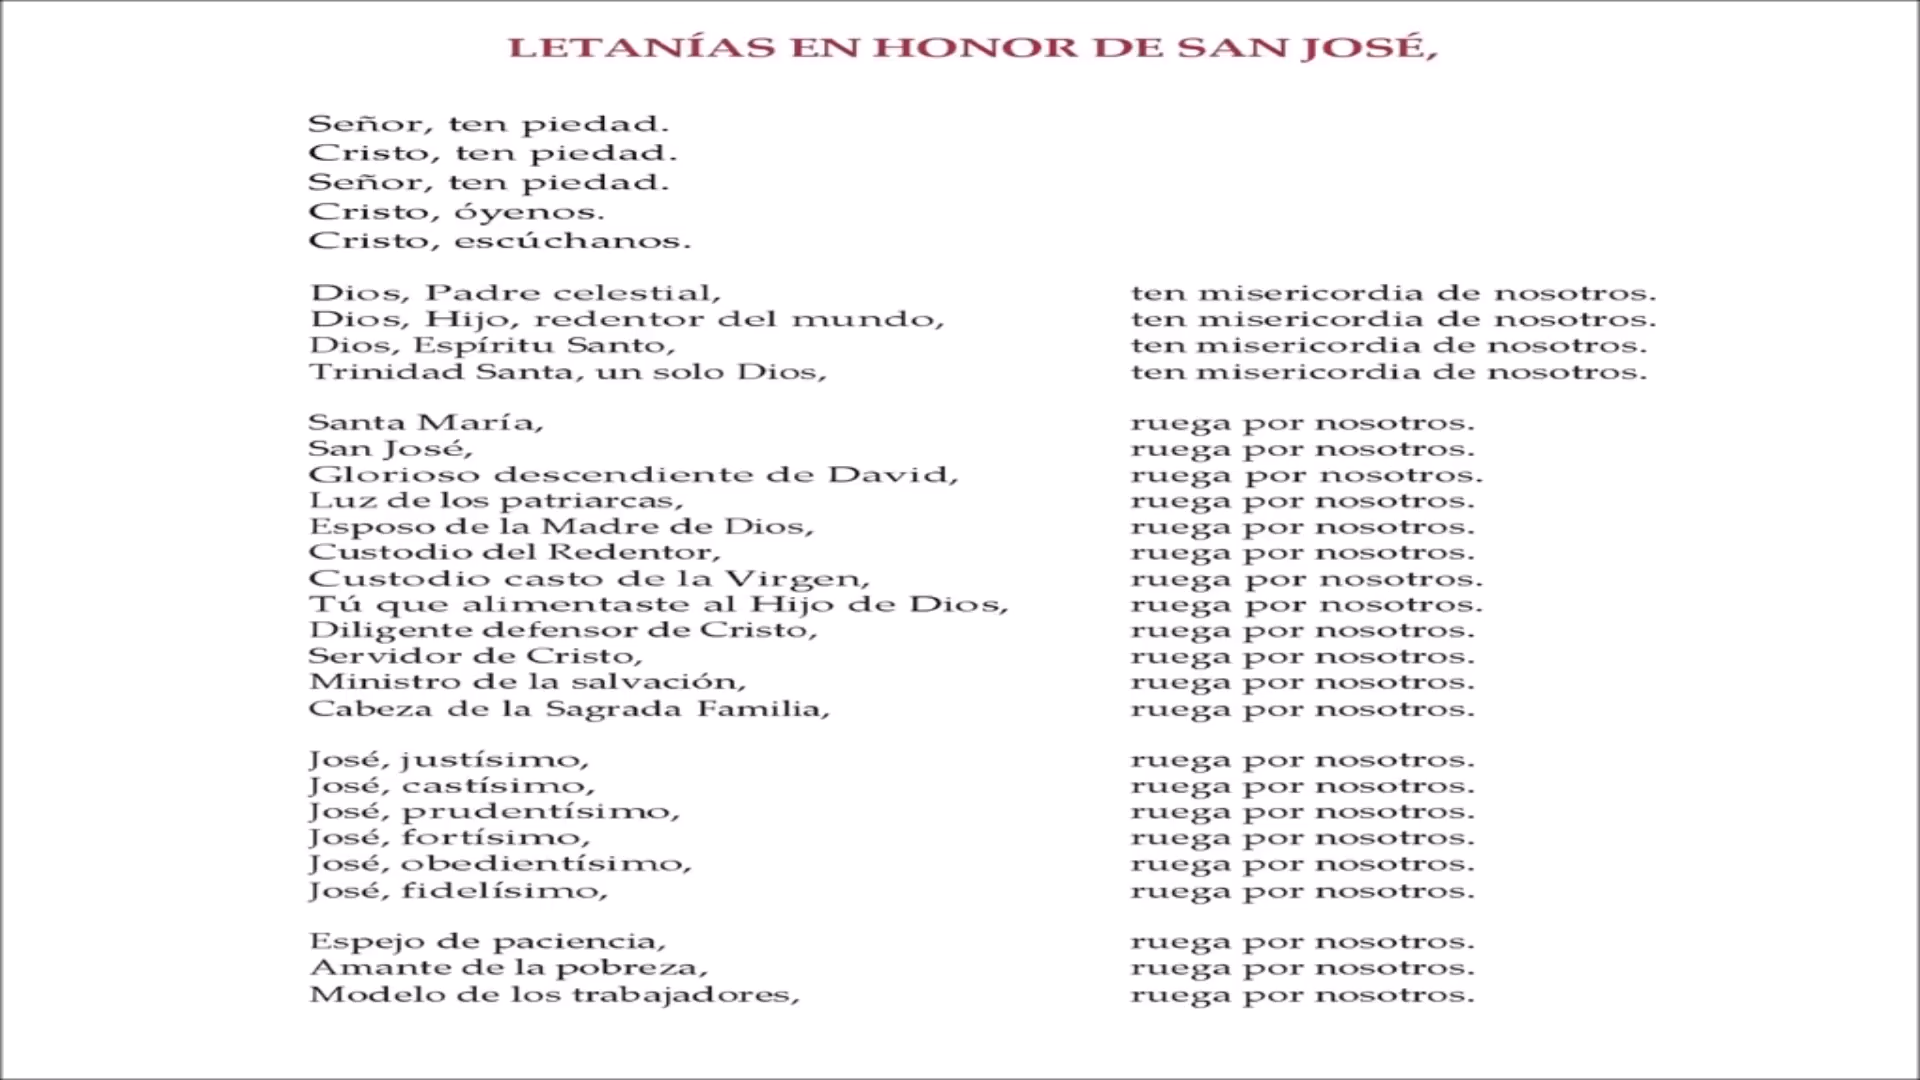 LETANÍAS EN HONOR DE SAN JOSÉ,
Señor, ten piedad.
Cristo, ten piedad.
Señor, ten piedad.
Cristo, óyenos.
Cristo, escúchanos.
Dios, Padre celestial, ten misericordia de nosotros.
Dios, Hijo, redentor del mundo, ten misericordia de nosotros.
Dios, Espíritu Santo, ten misericordia de nosotros.
Trinidad Santa, un solo Dios, ten misericordia de nosotros.
Santa María, ruega por nosotros.
San José, ruega por nosotros.
Glorioso descendiente de David, ruega por nosotros.
Luz de los patriarcas, ruega por nosotros.
Esposo de la Madre de Dios, ruega por nosotros.
Custodio del Redentor, ruega por nosotros.
Custodio casto de la Virgen, ruega por nosotros.
Tú que alimentaste al Hijo de Dios, ruega por nosotros.
Diligente defensor de Cristo, ruega por nosotros.
Servidor de Cristo, ruega por nosotros.
Ministro de la salvación, ruega por nosotros.
Cabeza de la Sagrada Familia, ruega por nosotros.
José, justísimo, ruega por nosotros.
José, castísimo, ruega por nosotros.
José, prudentísimo, ruega por nosotros.
José, fortísimo, ruega por nosotros.
José, obedientísimo, ruega por nosotros.
José, fidelísimo, ruega por nosotros.
Espejo de paciencia, ruega por nosotros.
Amante de la pobreza, ruega por nosotros.
Modelo de los trabajadores, ruega por nosotros.